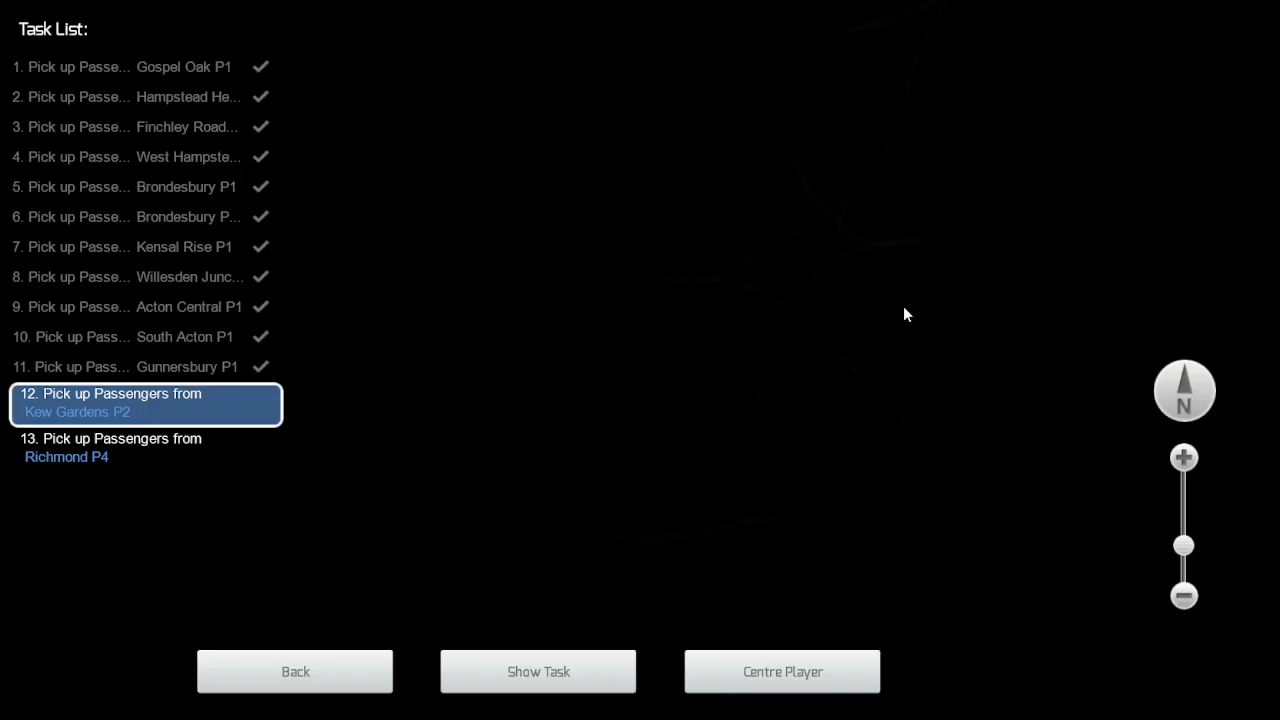 Task List:
1. Pick up Passe... Gospel Oak P1
2. Pick up Passe... Hampstead He...
3. Pick up Passe... Finchley Road...
4. Pick up Passe... West Hampste...
5. Pick up Passe... Brondesbury P1
6. Pick up Passe... Brondesbury P...
7. Pick up Passe... Kensal Rise P1
8. Pick up Passe... Willesden Junc...
9. Pick up Passe... Acton Central P1
10. Pick up Pass... South Acton P1
11. Pick up Pass... Gunnersbury P1
12. Pick up Passengers from
Kew Gardens P2
13. Pick up Passengers from
Richmond P4
N
Back
Show Task
Centre Player